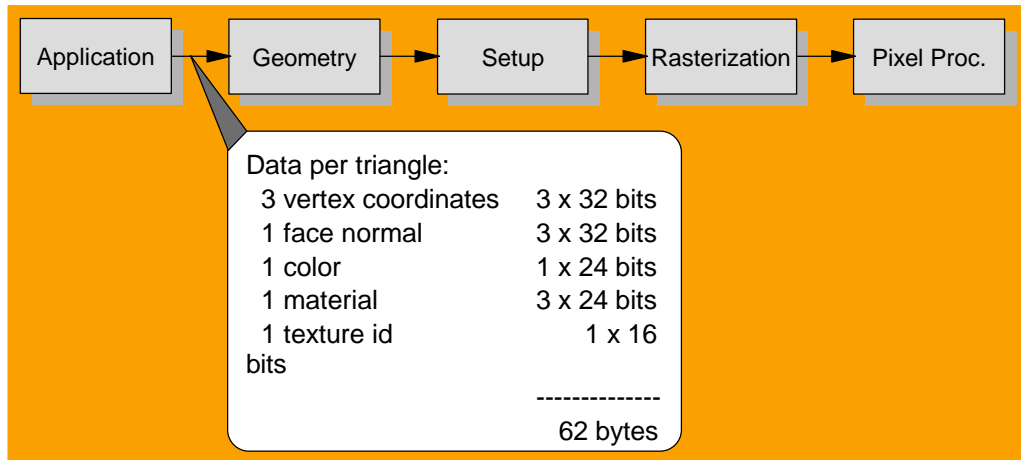 Application
Geometry
Setup
Rasterization
Pixel Proc.
Data per triangle:
3 vertex coordinates 3 x 32 bits
1 face normal 3 x 32 bits
1 color 1 x 24 bits
1 material 3 x 24 bits
1 texture id 1 x 16
bits
--------------
62 bytes